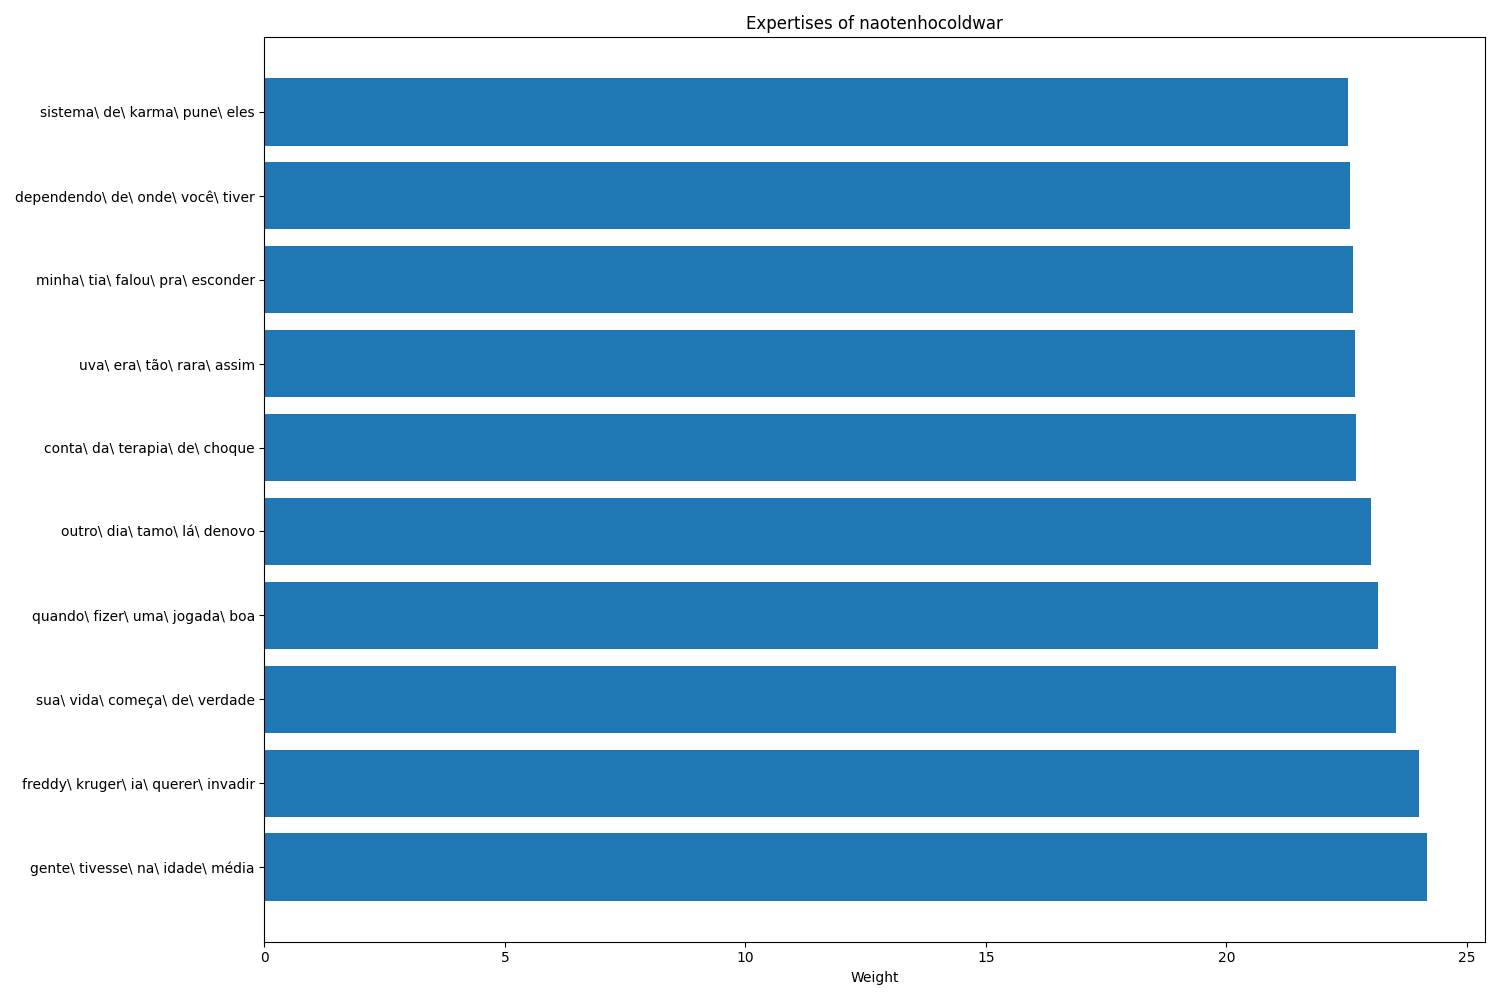 Expertises of naotenhocoldwar
sistema\ de\ karma\ pune\ eles
dependendo\ de\ onde\ você\ tiver
minha\ tia\ falou\ pra\ esconder
uva\ era\ tão\ rara\ assim
conta\ da\ terapia\ de\ choque
outro\ dia\ tamo\ lá\ denovo
quando\ fizer\ uma\ jogada\ boa
sua\ vida\ começa\ de\ verdade
freddy\ kruger\ ia\ querer\ invadir
gente\ tivesse\ na\ idade\ média
0 5 10 15 20 25
Weight